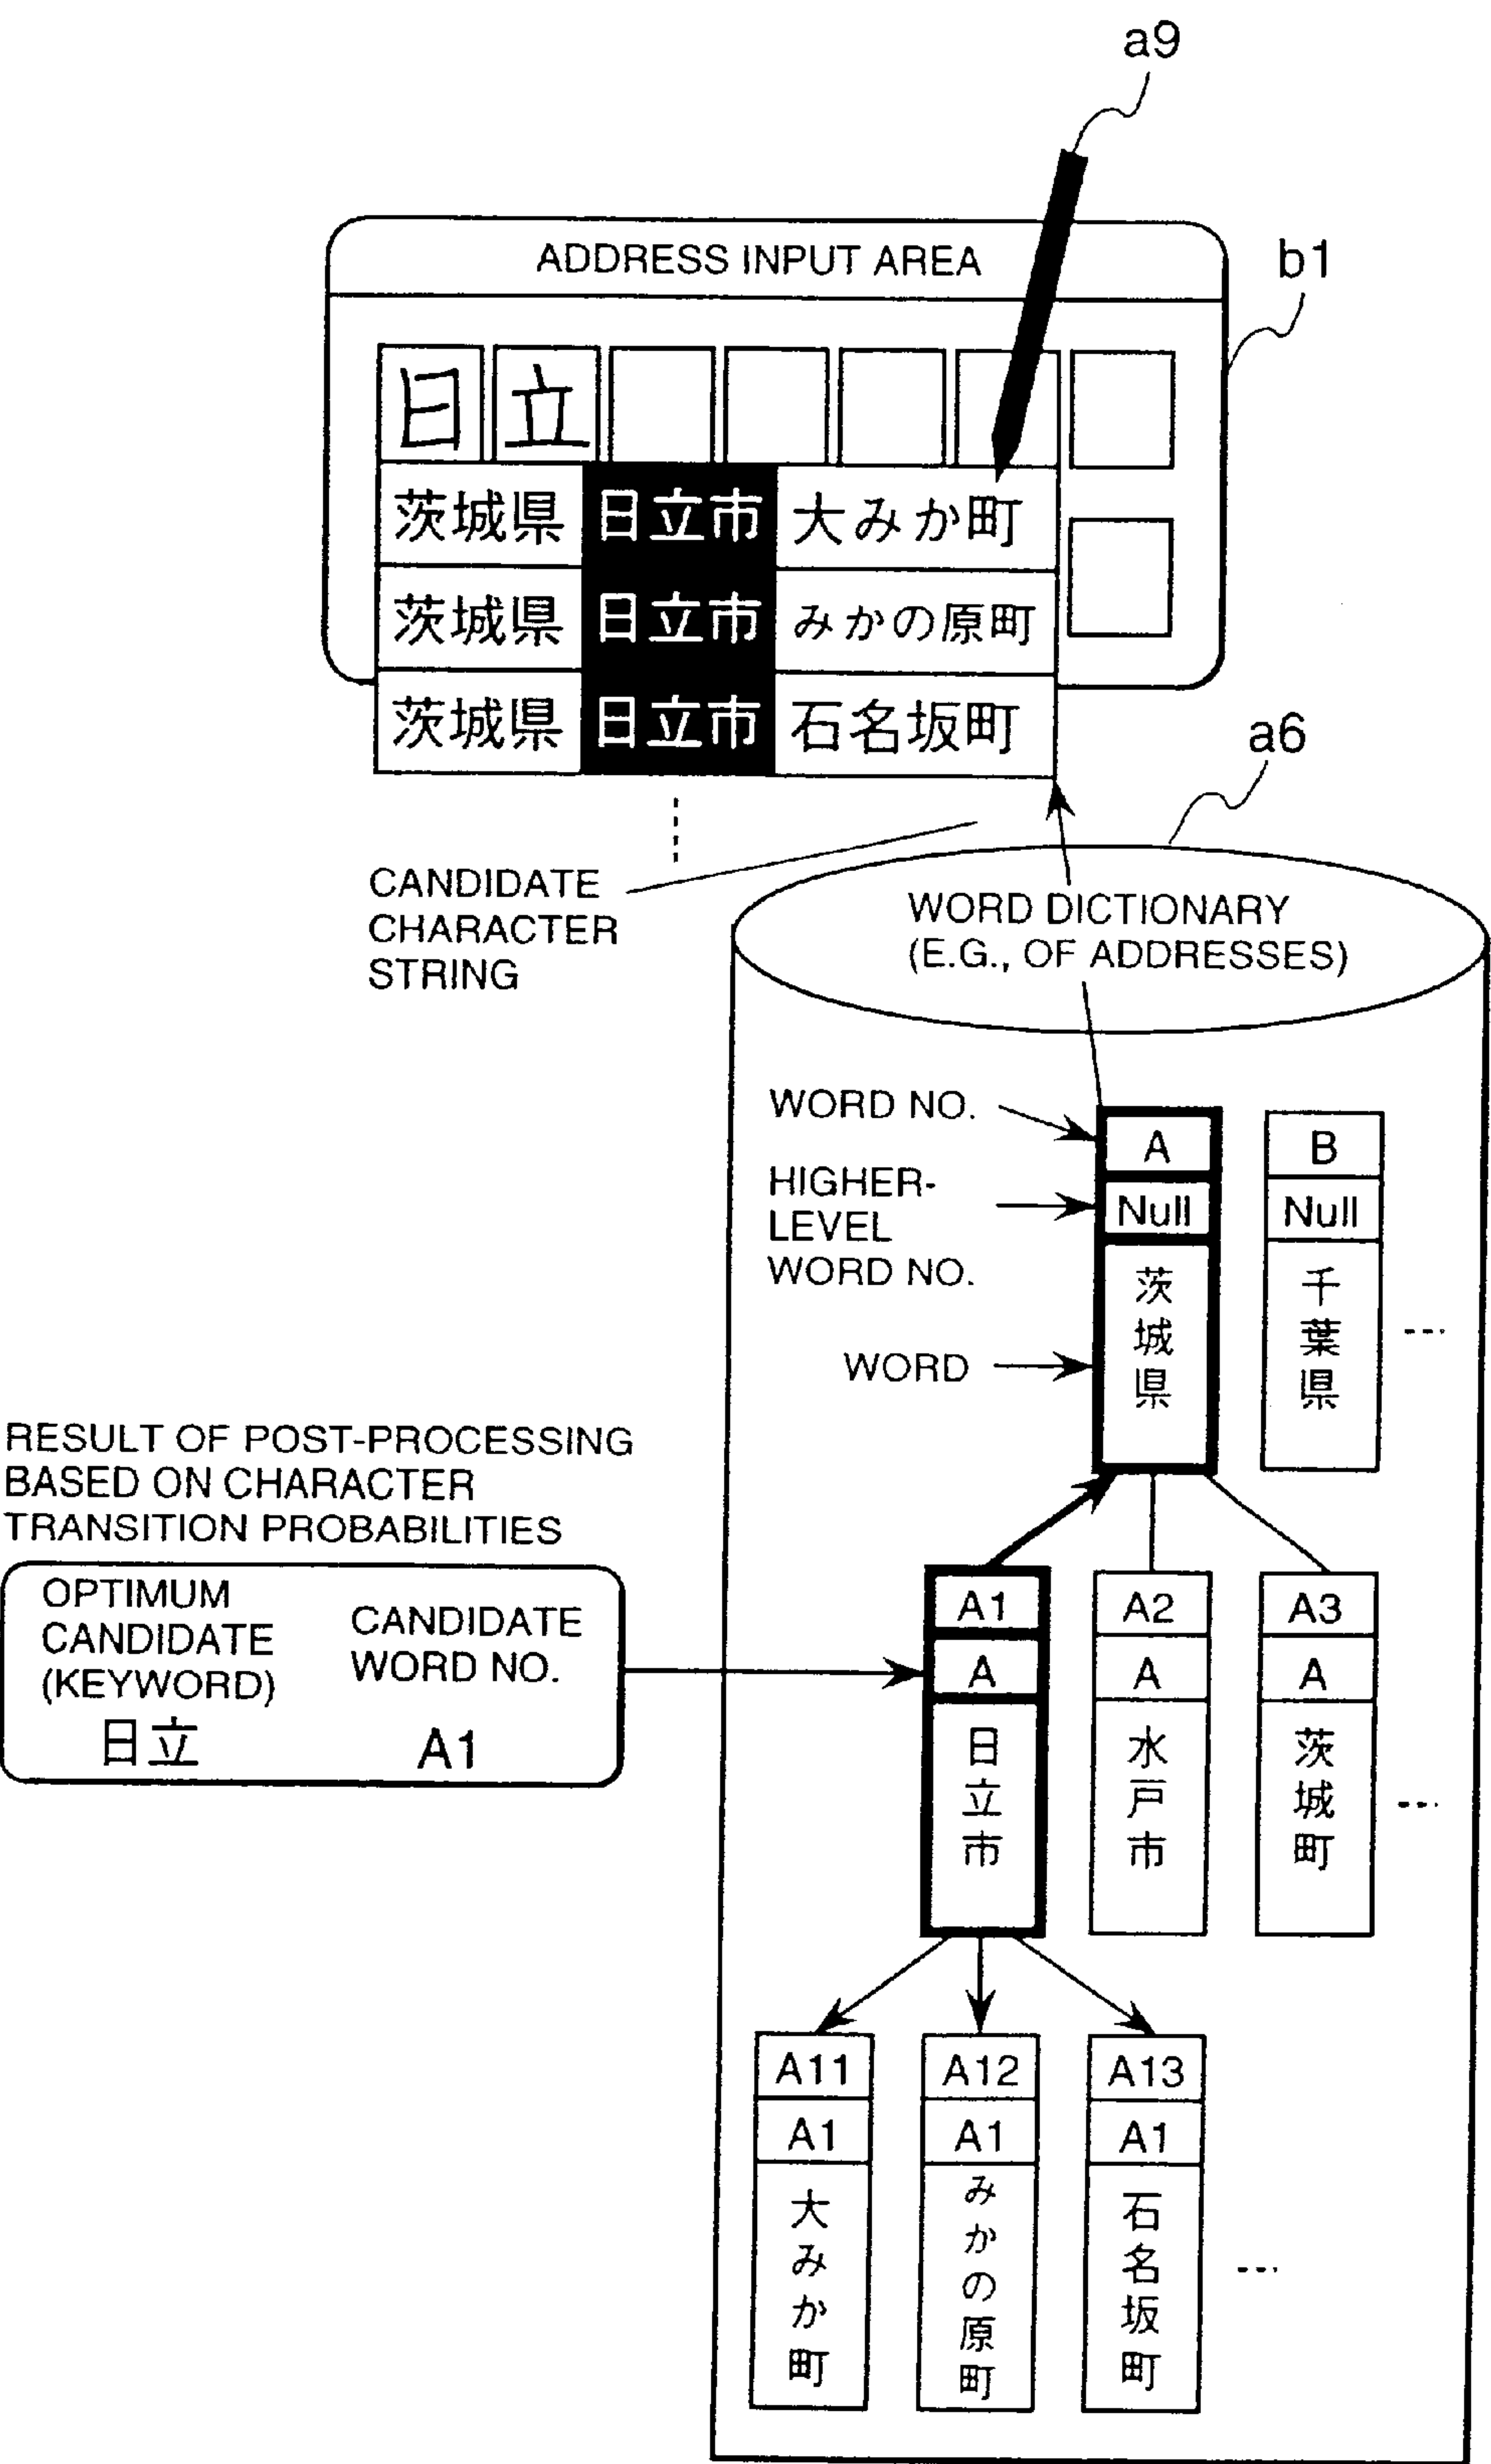 a9
ADDRESS INPUT AREA
b1
日立
茨城県 日立市 大みか町
茨城県 日立市 みかの原町
茨城県 日立市 石名坂町
a6
CANDIDATE
CHARACTER
STRING
WORD DICTIONARY
(E.G., OF ADDRESSES)
WORD NO.
HIGHER-
LEVEL
WORD NO.
WORD
A
Null
茨城県
B
Null
千葉県
RESULT OF POST-PROCESSING
BASED ON CHARACTER
TRANSITION PROBABILITIES
OPTIMUM
CANDIDATE
(KEYWORD)
日立
CANDIDATE
WORD NO.
A1
A1
A
日立市
A2
A
水戸市
A3
A
茨城町
A11
A1
大みか町
A12
A1
みかの原町
A13
A1
石名坂町